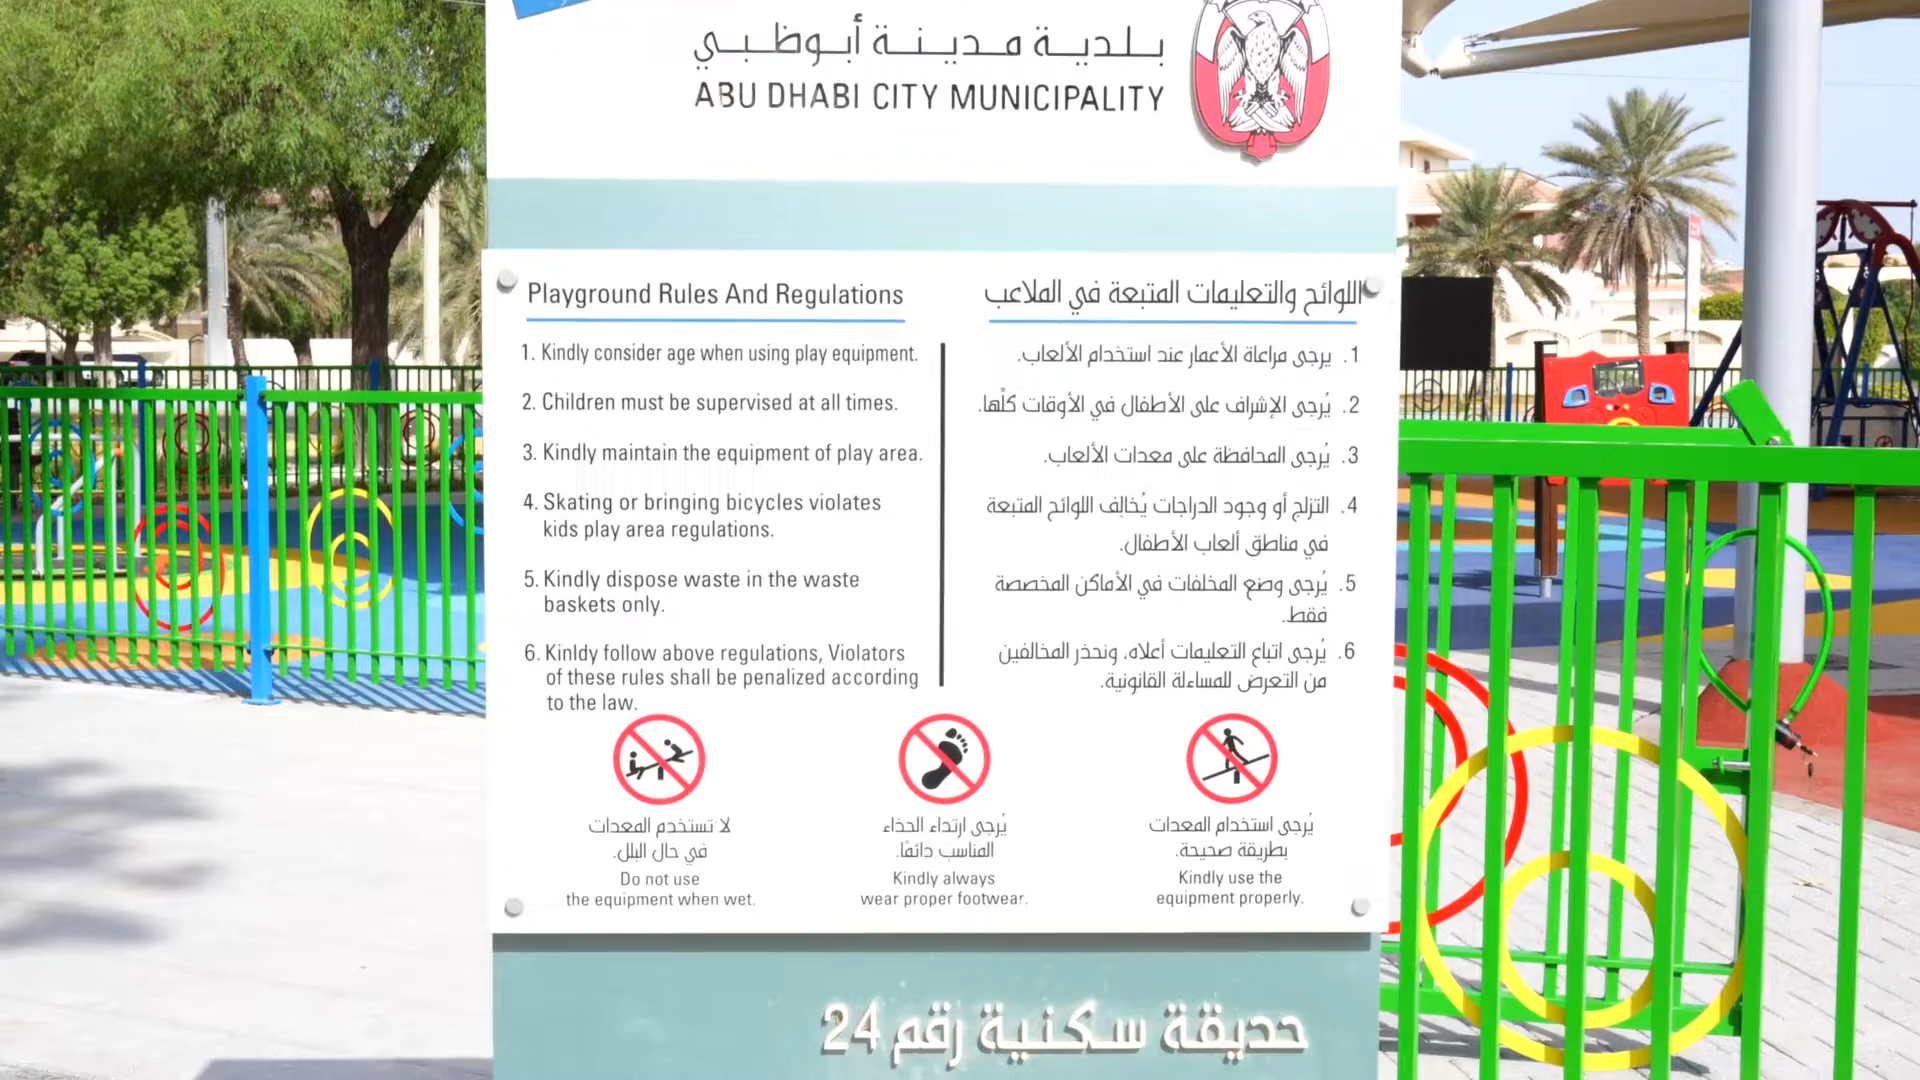 بلدية مدينة أبوظبي
ABU DHABI CITY MUNICIPALITY
Playground Rules And Regulations
1. Kindly consider age when using play equipment.
2. Children must be supervised at all times.
3. Kindly maintain the equipment of play area.
4. Skating or bringing bicycles violates
kids play area regulations.
5. Kindly dispose waste in the waste
baskets only.
6. Kinldy follow above regulations, Violators
of these rules shall be penalized according
to the law.
اللوائح والتعليمات المتبعة في الملاعب
1. يرجى مراعاة الأعمار عند استخدام الألعاب.
2. يُرجى الإشراف على الأطفال في الأوقات كلّها.
3. يُرجى المحافظة على معدات الألعاب.
4. التزلج أو وجود الدراجات يُخالِف اللوائح المتبعة
في مناطق ألعاب الأطفال.
5. يُرجى وضع المخلفات في الأماكن المخصصة
فقط.
6. يُرجى اتباع التعليمات أعلاه، ونحذر المخالفين
من التعرض للمساءلة القانونية.
لا تستخدم المعدات
في حال البلل.
Do not use
the equipment when wet.
يُرجى ارتداء الحذاء
المناسب دائمًا.
Kindly always
wear proper footwear.
يُرجى استخدام المعدات
بطريقة صحيحة.
Kindly use the
equipment properly.
حديقة سكنية رقم 24